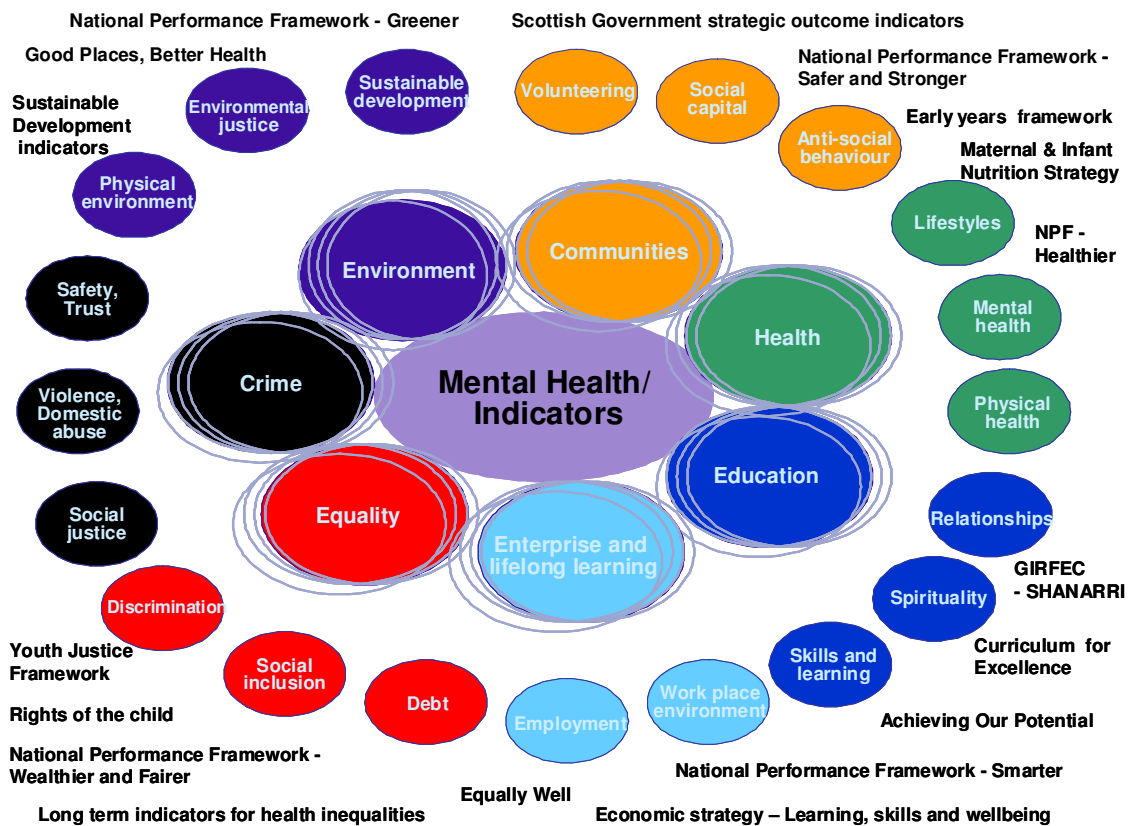 National Performance Framework - Greener
Scottish Government strategic outcome indicators
Good Places, Better Health
National Performance Framework -
Safer and Stronger
Sustainable
Development
indicators
Environmental
justice
Sustainable
development
Volunteering
Social
capital
Anti-social
behaviour
Early years framework
Maternal & Infant
Nutrition Strategy
Physical
environment
Lifestyles
NPF -
Healthier
Environment
Communities
Safety,
Trust
Mental
health
Health
Crime
Mental Health/
Indicators
Violence,
Domestic
abuse
Physical
health
Education
Equality
Social
justice
Relationships
Enterprise and
lifelong learning
GIRFEC
- SHANARRI
Discrimination
Spirituality
Youth Justice
Framework
Social
inclusion
Skills and
learning
Curriculum for
Excellence
Debt
Employment
Work place
environment
Rights of the child
Achieving Our Potential
National Performance Framework -
Wealthier and Fairer
National Performance Framework - Smarter
Equally Well
Long term indicators for health inequalities
Economic strategy – Learning, skills and wellbeing